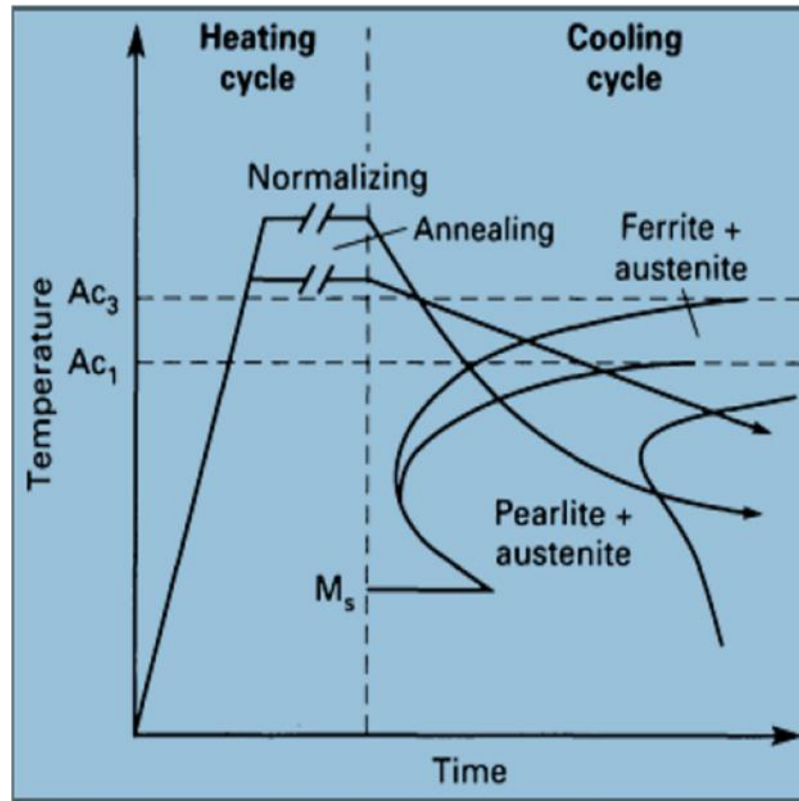 Heating
cycle
Cooling
cycle
Normalizing
Annealing
Ferrite +
austenite
Ac₃
Ac₁
Temperature
Pearlite +
austenite
Mₛ
Time